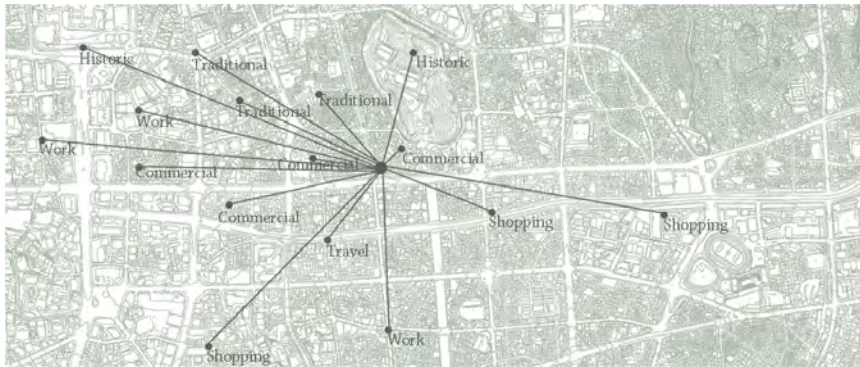 Historic
Traditional
Historic
Traditional
Traditional
Work
Work
Commercial
Commercial
Commercial
Commercial
Shopping
Shopping
Travel
Work
Shopping